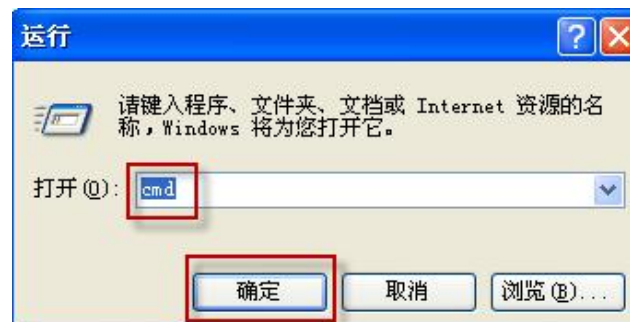 运行
请键入程序、文件夹、文档或 Internet 资源的名
称，Windows 将为您打开它。
打开(O): cmd
确定 取消 浏览(B)...